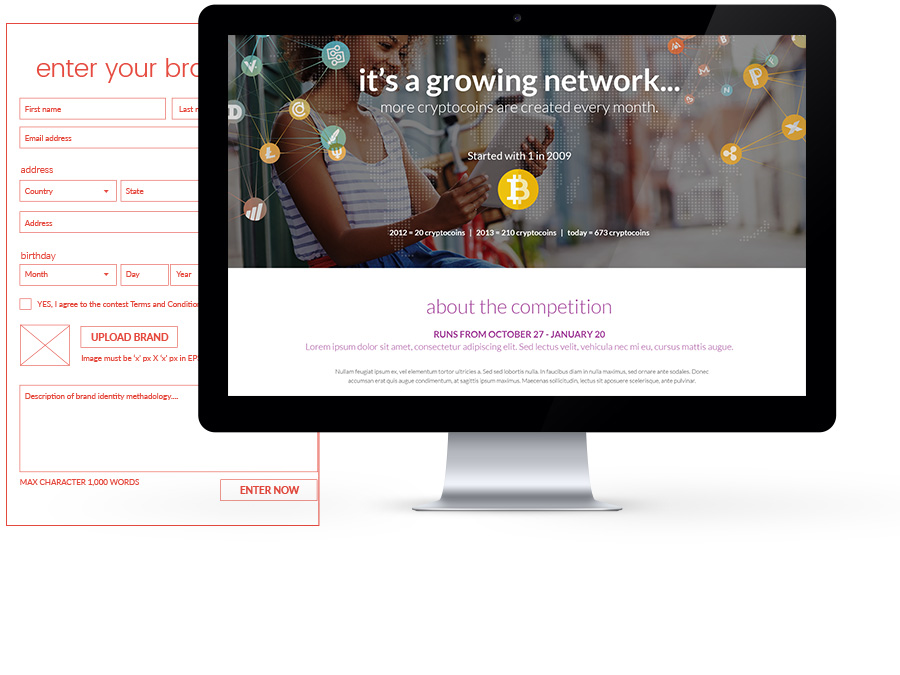 enter your bra
First name
Last n
Email address
address
Country
State
Address
birthday
Month
Day
Year
YES, I agree to the contest Terms and Conditio
UPLOAD BRAND
Image must be 'x' px X 'x' px in EP
Description of brand identity methadology....
MAX CHARACTER 1,000 WORDS
ENTER NOW
it's a growing network...
more cryptocoins are created every month.
Started with 1 in 2009
2012 = 20 cryptocoins | 2013 = 210 cryptocoins | today = 673 cryptocoins
about the competition
RUNS FROM OCTOBER 27 - JANUARY 20
Lorem ipsum dolor sit amet, consectetur adipiscing elit. Sed lectus velit, vehicula nec mi eu, cursus mattis augue.
Nullam feugiat ipsum ex, vel elementum tortor ultricies a. Sed sed lobortis nulla. In faucibus diam in nulla maximus, sed ornare ante sodales. Donec
accumsan erat quis augue condimentum, at sagittis ipsum maximus. Maecenas sollicitudin, lectus sit aposuere scelerisque, ante pulvinar.